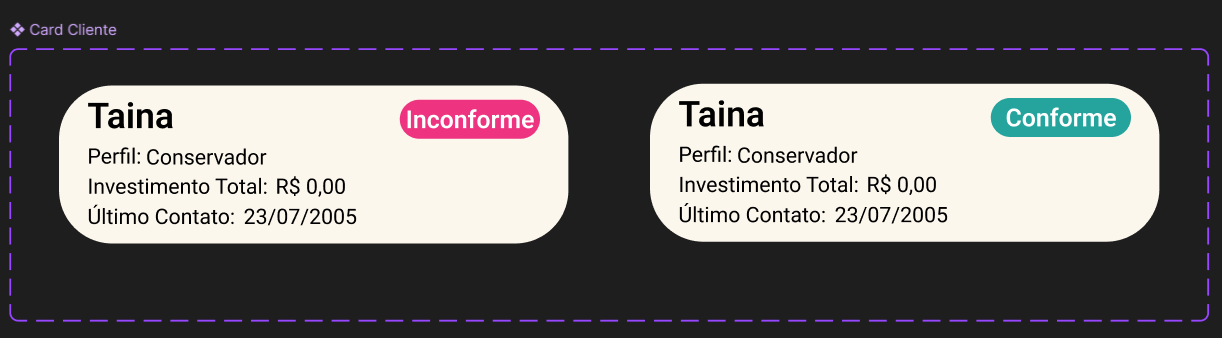 Card Cliente
Taina
Inconforme
Perfil: Conservador
Investimento Total: R$ 0,00
Último Contato: 23/07/2005
Taina
Conforme
Perfil: Conservador
Investimento Total: R$ 0,00
Último Contato: 23/07/2005